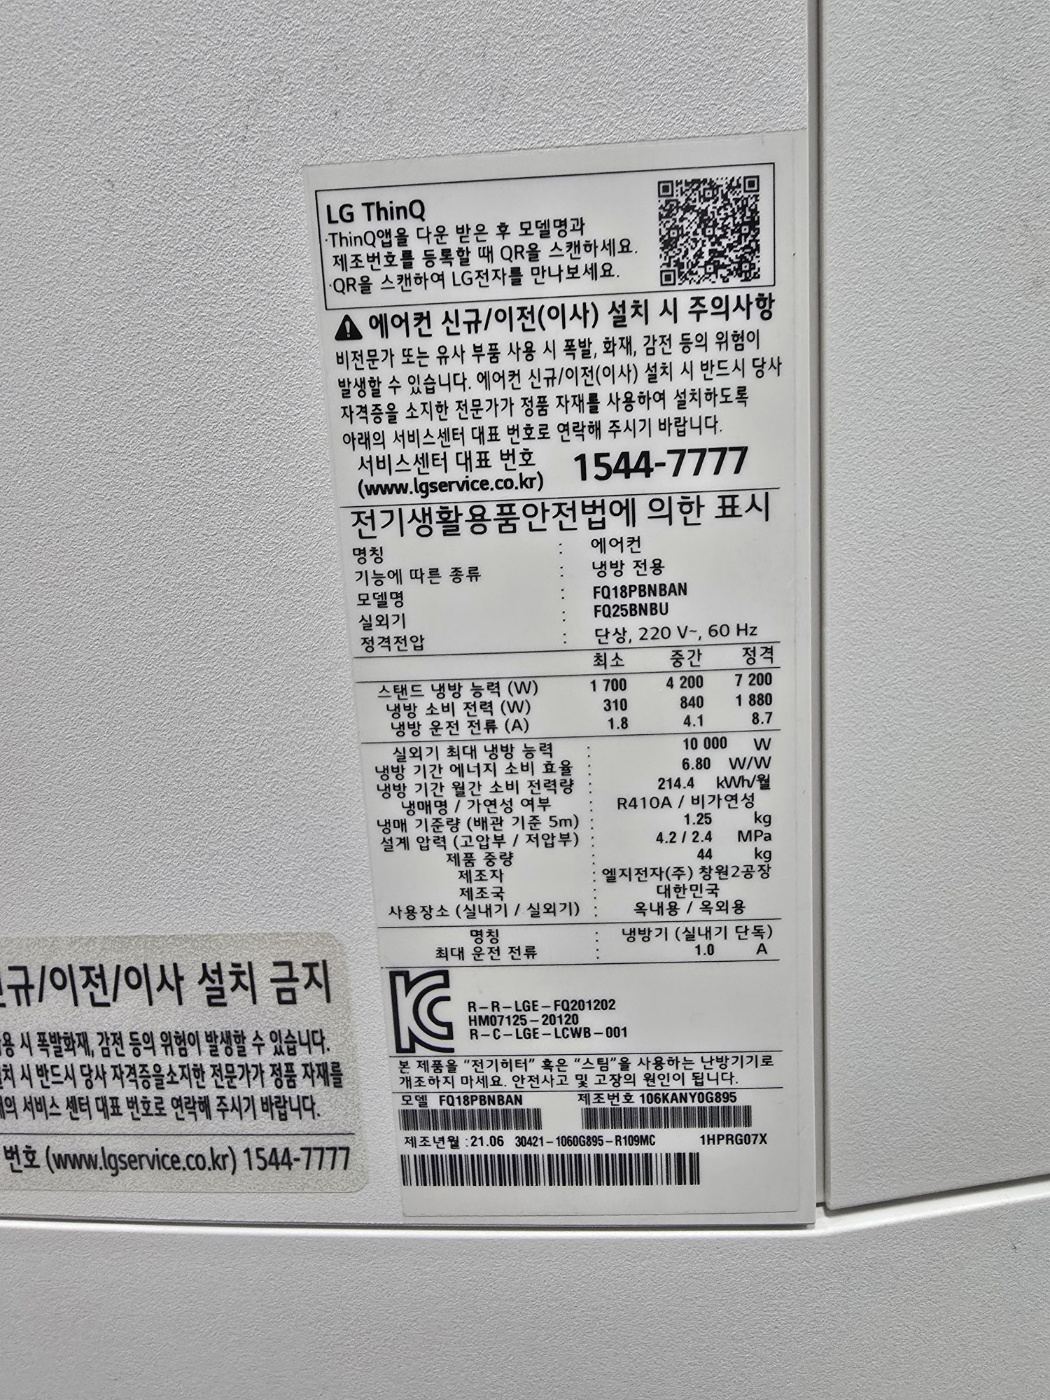 LG ThinQ
·ThinQ앱을 다운 받은 후 모델명과
제조번호를 등록할 때 QR을 스캔하세요.
·QR을 스캔하여 LG전자를 만나보세요.
에어컨 신규/이전(이사) 설치 시 주의사항
비전문가 또는 유사 부품 사용 시 폭발, 화재, 감전 등의 위험이
발생할 수 있습니다. 에어컨 신규/이전(이사) 설치 시 반드시 당사
자격증을 소지한 전문가가 정품 자재를 사용하여 설치하도록
아래의 서비스센터 대표 번호로 연락해 주시기 바랍니다.
서비스센터 대표 번호 1544-7777
(www.lgservice.co.kr)
전기생활용품안전법에 의한 표시
명칭 : 에어컨
기능에 따른 종류 : 냉방 전용
모델명 : FQ18PBNBAN
실외기 : FQ25BNBU
정격전압 : 단상, 220 V~, 60 Hz
최소 중간 정격
스탠드 냉방 능력 (W) 1 700 4 200 7 200
냉방 소비 전력 (W) 310 840 1 880
냉방 운전 전류 (A) 1.8 4.1 8.7
실외기 최대 냉방 능력 : 10 000 W
냉방 기간 에너지 소비 효율 : 6.80 W/W
냉방 기간 월간 소비 전력량 : 214.4 kWh/월
냉매명 / 가연성 여부 : R410A / 비가연성
냉매 기준량 (배관 기준 5m) : 1.25 kg
설계 압력 (고압부 / 저압부) : 4.2 / 2.4 MPa
제품 중량 : 44 kg
제조자 : 엘지전자(주) 창원2공장
제조국 : 대한민국
사용장소 (실내기 / 실외기) : 옥내용 / 옥외용
명칭 : 냉방기 (실내기 단독)
최대 운전 전류 : 1.0 A
R-R-LGE-FQ201202
HM07125-20120
R-C-LGE-LCWB-001
본 제품을 "전기히터" 혹은 "스팀"을 사용하는 난방기기로
개조하지 마세요. 안전사고 및 고장의 원인이 됩니다.
모델 FQ18PBNBAN 제조번호 106KANY0G895
제조년월 :21.06 30421-1060G895-R109MC 1HPRG07X
신규/이전/이사 설치 금지
용 시 폭발화재, 감전 등의 위험이 발생할 수 있습니다.
치 시 반드시 당사 자격증을소지한 전문가가 정품 자재를
의 서비스 센터 대표 번호로 연락해 주시기 바랍니다.
번호 (www.lgservice.co.kr) 1544-7777